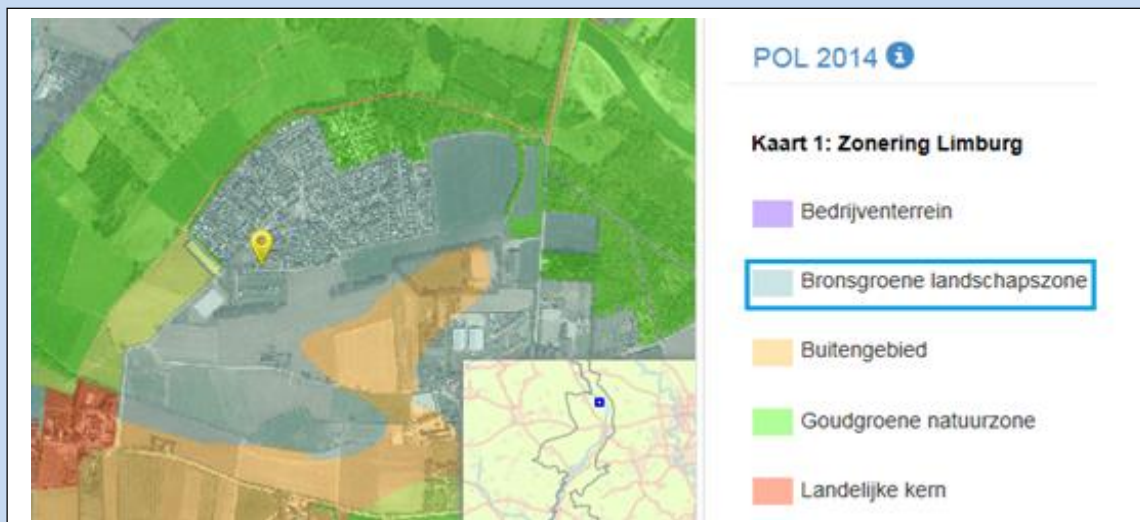 POL 2014
Kaart 1: Zonering Limburg
Bedrijventerrein
Bronsgroene landschapszone
Buitengebied
Goudgroene natuurzone
Landelijke kern